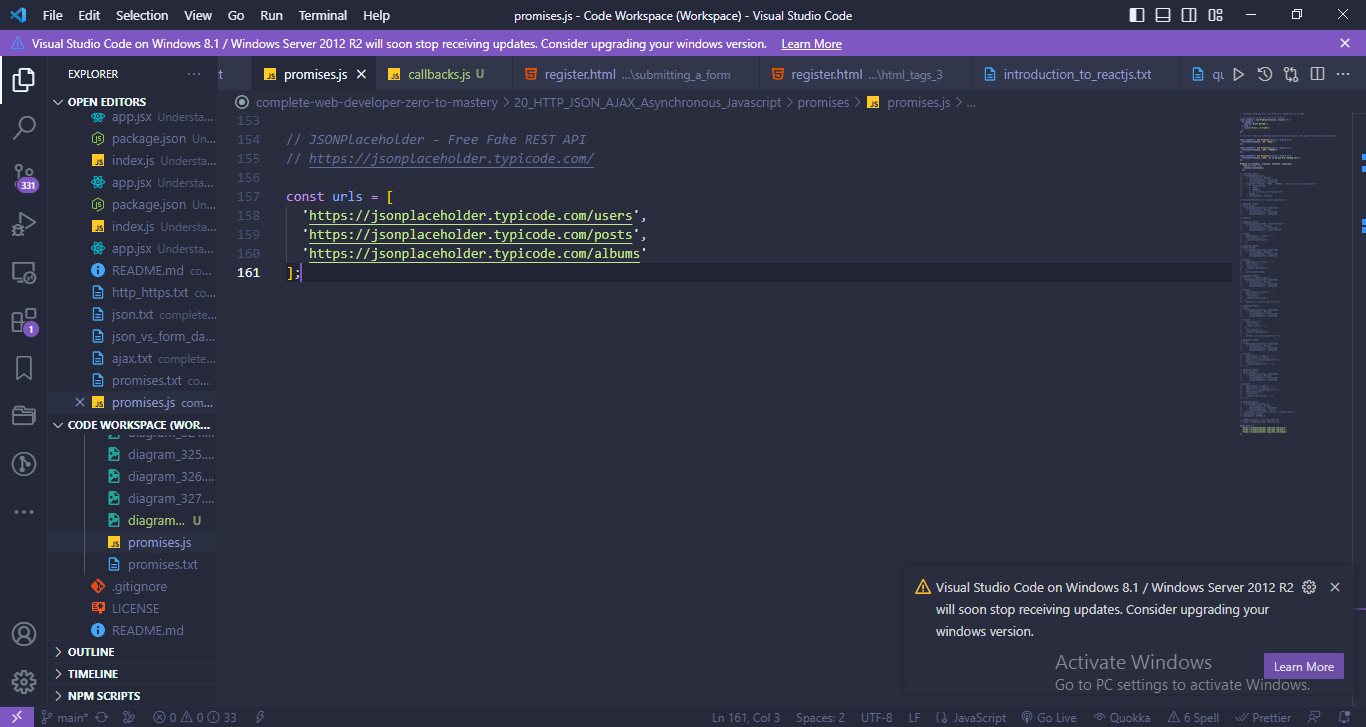 File Edit Selection View Go Run Terminal Help promises.js - Code Workspace (Workspace) - Visual Studio Code
Visual Studio Code on Windows 8.1 / Windows Server 2012 R2 will soon stop receiving updates. Consider upgrading your windows version. Learn More
EXPLORER
t promises.js callbacks.js U register.html ...\submitting_a_form register.html ...\html_tags_3 introduction_to_reactjs.txt
complete-web-developer-zero-to-mastery > 20_HTTP_JSON_AJAX_Asynchronous_Javascript > promises > JS promises.js > ...
OPEN EDITORS
app.jsx Understa...
package.json Un...
index.js Understa...
app.jsx Understa...
package.json Un...
index.js Understa...
app.jsx Understa...
README.md co...
http_https.txt co...
json.txt complete...
json_vs_form_da...
ajax.txt complete...
promises.txt co...
promises.js com...
CODE WORKSPACE (WOR...
diagram_325....
diagram_326....
diagram_327....
diagram... U
promises.js
promises.txt
.gitignore
LICENSE
README.md
OUTLINE
TIMELINE
NPM SCRIPTS
331
1
153
154 // JSONPlaceholder - Free Fake REST API
155 // https://jsonplaceholder.typicode.com/
156
157 const urls = [
158 'https://jsonplaceholder.typicode.com/users',
159 'https://jsonplaceholder.typicode.com/posts',
160 'https://jsonplaceholder.typicode.com/albums'
161 ];
Visual Studio Code on Windows 8.1 / Windows Server 2012 R2
will soon stop receiving updates. Consider upgrading your
windows version.
Learn More
Activate Windows
Go to PC settings to activate Windows.
main* 0 0 33 Ln 161, Col 3 Spaces: 2 UTF-8 LF {} JavaScript Go Live Quokka 6 Spell Prettier